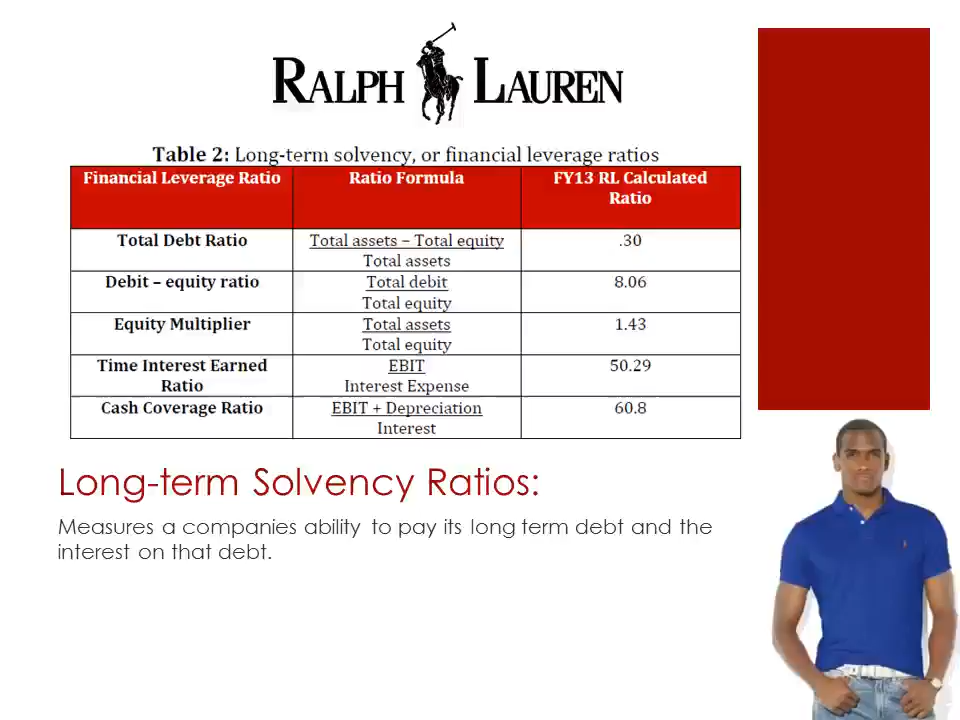 RALPH LAUREN
Table 2: Long-term solvency, or financial leverage ratios
Financial Leverage Ratio Ratio Formula FY13 RL Calculated
Ratio
Total Debt Ratio Total assets – Total equity .30
Total assets
Debit – equity ratio Total debit 8.06
Total equity
Equity Multiplier Total assets 1.43
Total equity
Time Interest Earned EBIT 50.29
Ratio Interest Expense
Cash Coverage Ratio EBIT + Depreciation 60.8
Interest
Long-term Solvency Ratios:
Measures a companies ability to pay its long term debt and the
interest on that debt.